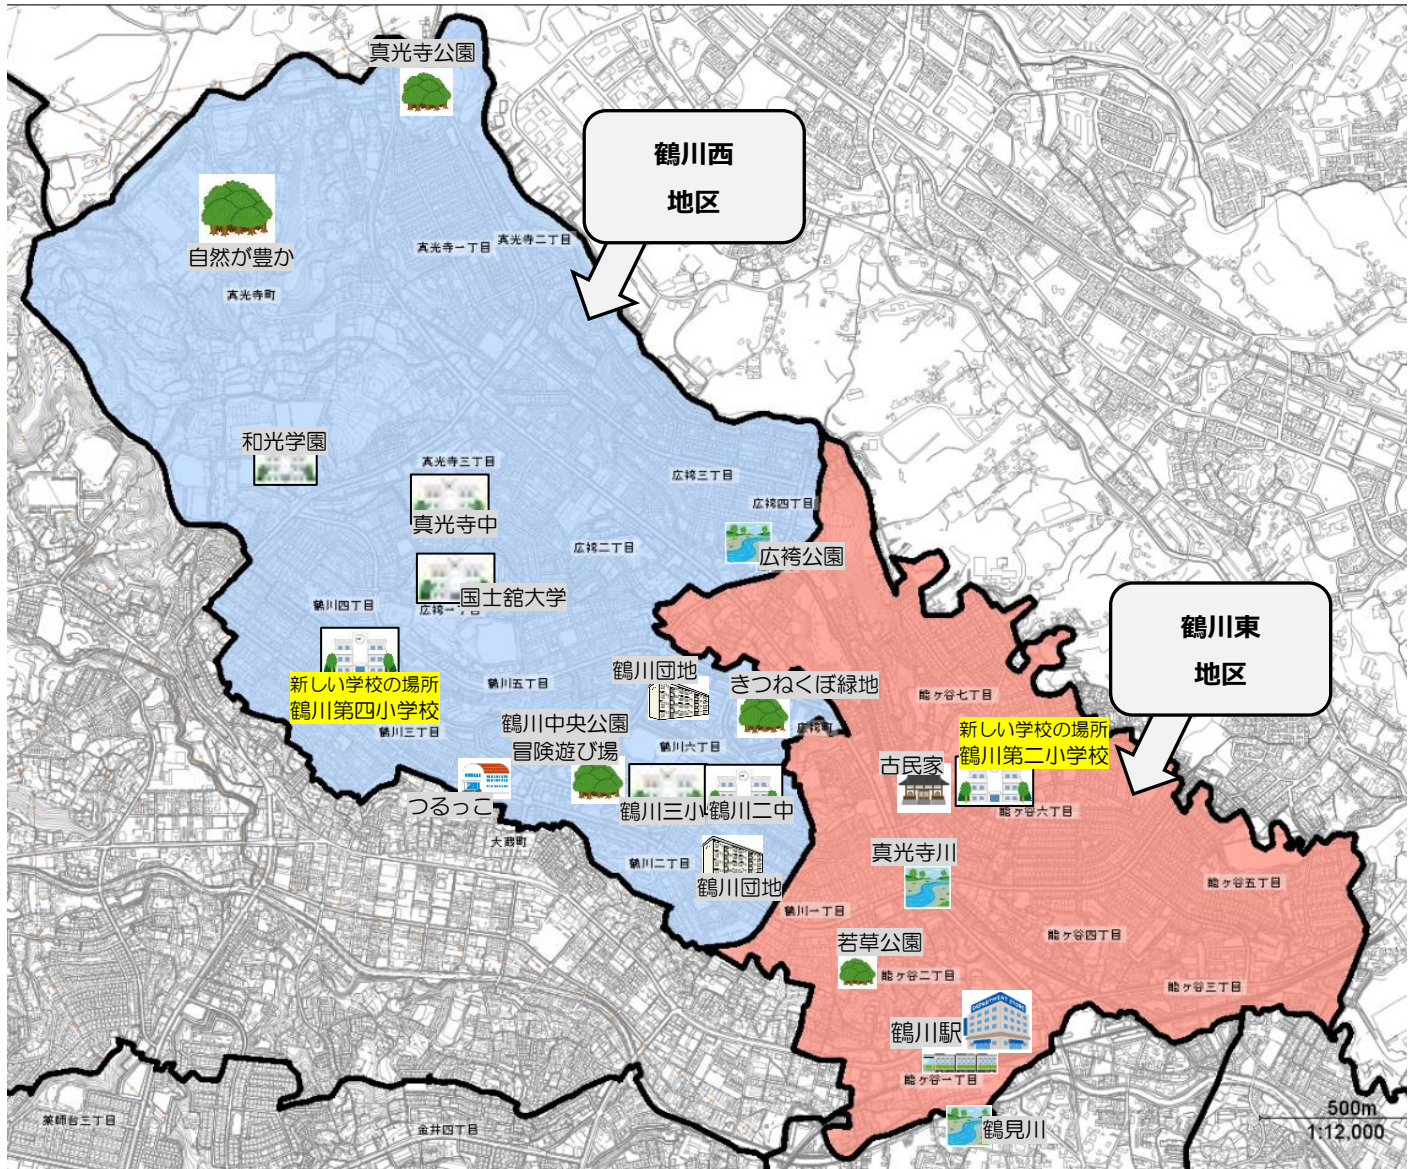 真光寺公園
鶴川西
地区
自然が豊か
真光寺一丁目
真光寺二丁目
真光寺町
和光学園
真光寺三丁目
真光寺中
広袴三丁目
広袴四丁目
広袴公園
広袴二丁目
国士舘大学
広袴一丁目
鶴川四丁目
新しい学校の場所
鶴川第四小学校
鶴川三丁目
鶴川五丁目
鶴川団地
きつねくぼ緑地
鶴川中央公園
冒険遊び場
鶴川六丁目
広袴町
つるっこ
鶴川三小
鶴川二中
大蔵町
鶴川二丁目
鶴川団地
鶴川東
地区
能ヶ谷七丁目
新しい学校の場所
鶴川第二小学校
古民家
能ヶ谷六丁目
真光寺川
能ヶ谷五丁目
鶴川一丁目
能ヶ谷四丁目
若草公園
能ヶ谷二丁目
能ヶ谷三丁目
DEPARTMENT STORE
鶴川駅
能ヶ谷一丁目
鶴見川
薬師台三丁目
金井四丁目
500m
1:12,000